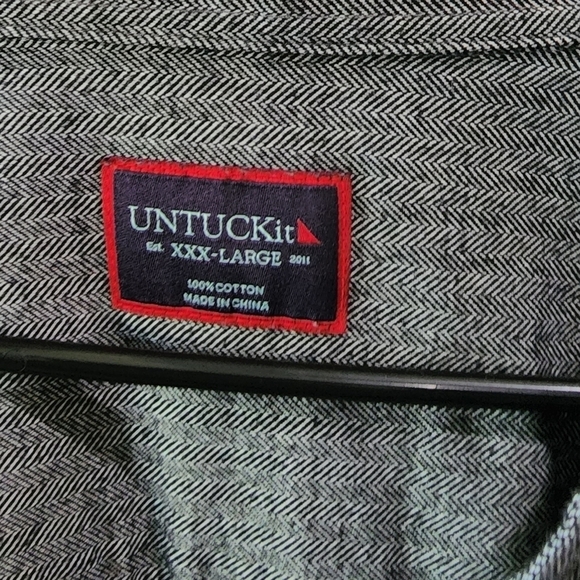 UNTUCKit
Est. XXX-LARGE 2011
100% COTTON
MADE IN CHINA